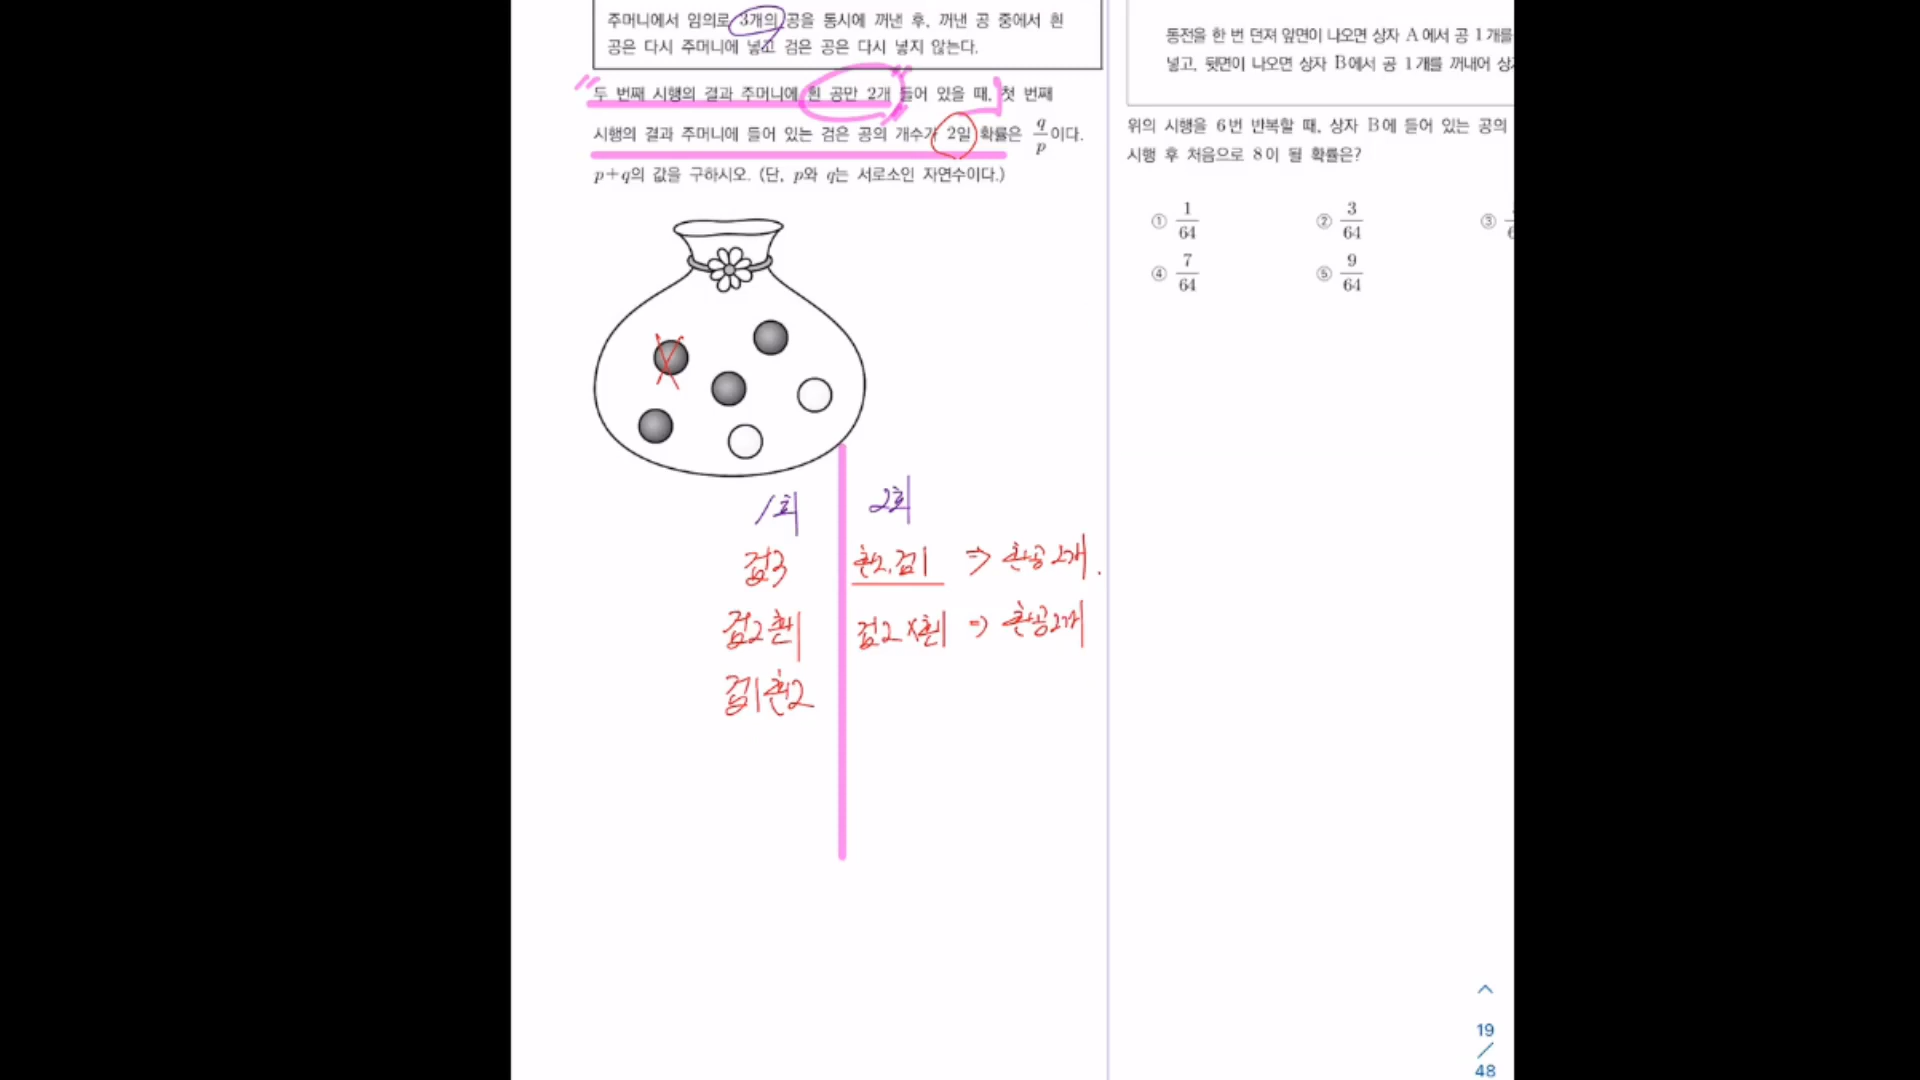 주머니에서 임의로 3개의 공을 동시에 꺼낸 후, 꺼낸 공 중에서 흰
공은 다시 주머니에 넣고 검은 공은 다시 넣지 않는다.
두 번째 시행의 결과 주머니에 흰 공만 2개 들어 있을 때, 첫 번째
시행의 결과 주머니에 들어 있는 검은 공의 개수가 2일 확률은 q/p이다.
p+q의 값을 구하시오. (단, p와 q는 서로소인 자연수이다.)
1회 2회
검3 흰2, 검1 ⇒ 흰공 2개.
검2 흰1 검2 x 흰1 ⇒ 흰공 2개
검1 흰2
동전을 한 번 던져 앞면이 나오면 상자 A에서 공 1개를
넣고, 뒷면이 나오면 상자 B에서 공 1개를 꺼내어
위의 시행을 6번 반복할 때, 상자 B에 들어 있는 공의
시행 후 처음으로 8이 될 확률은?
① 1/64 ② 3/64 ③
④ 7/64 ⑤ 9/64
19
/
48